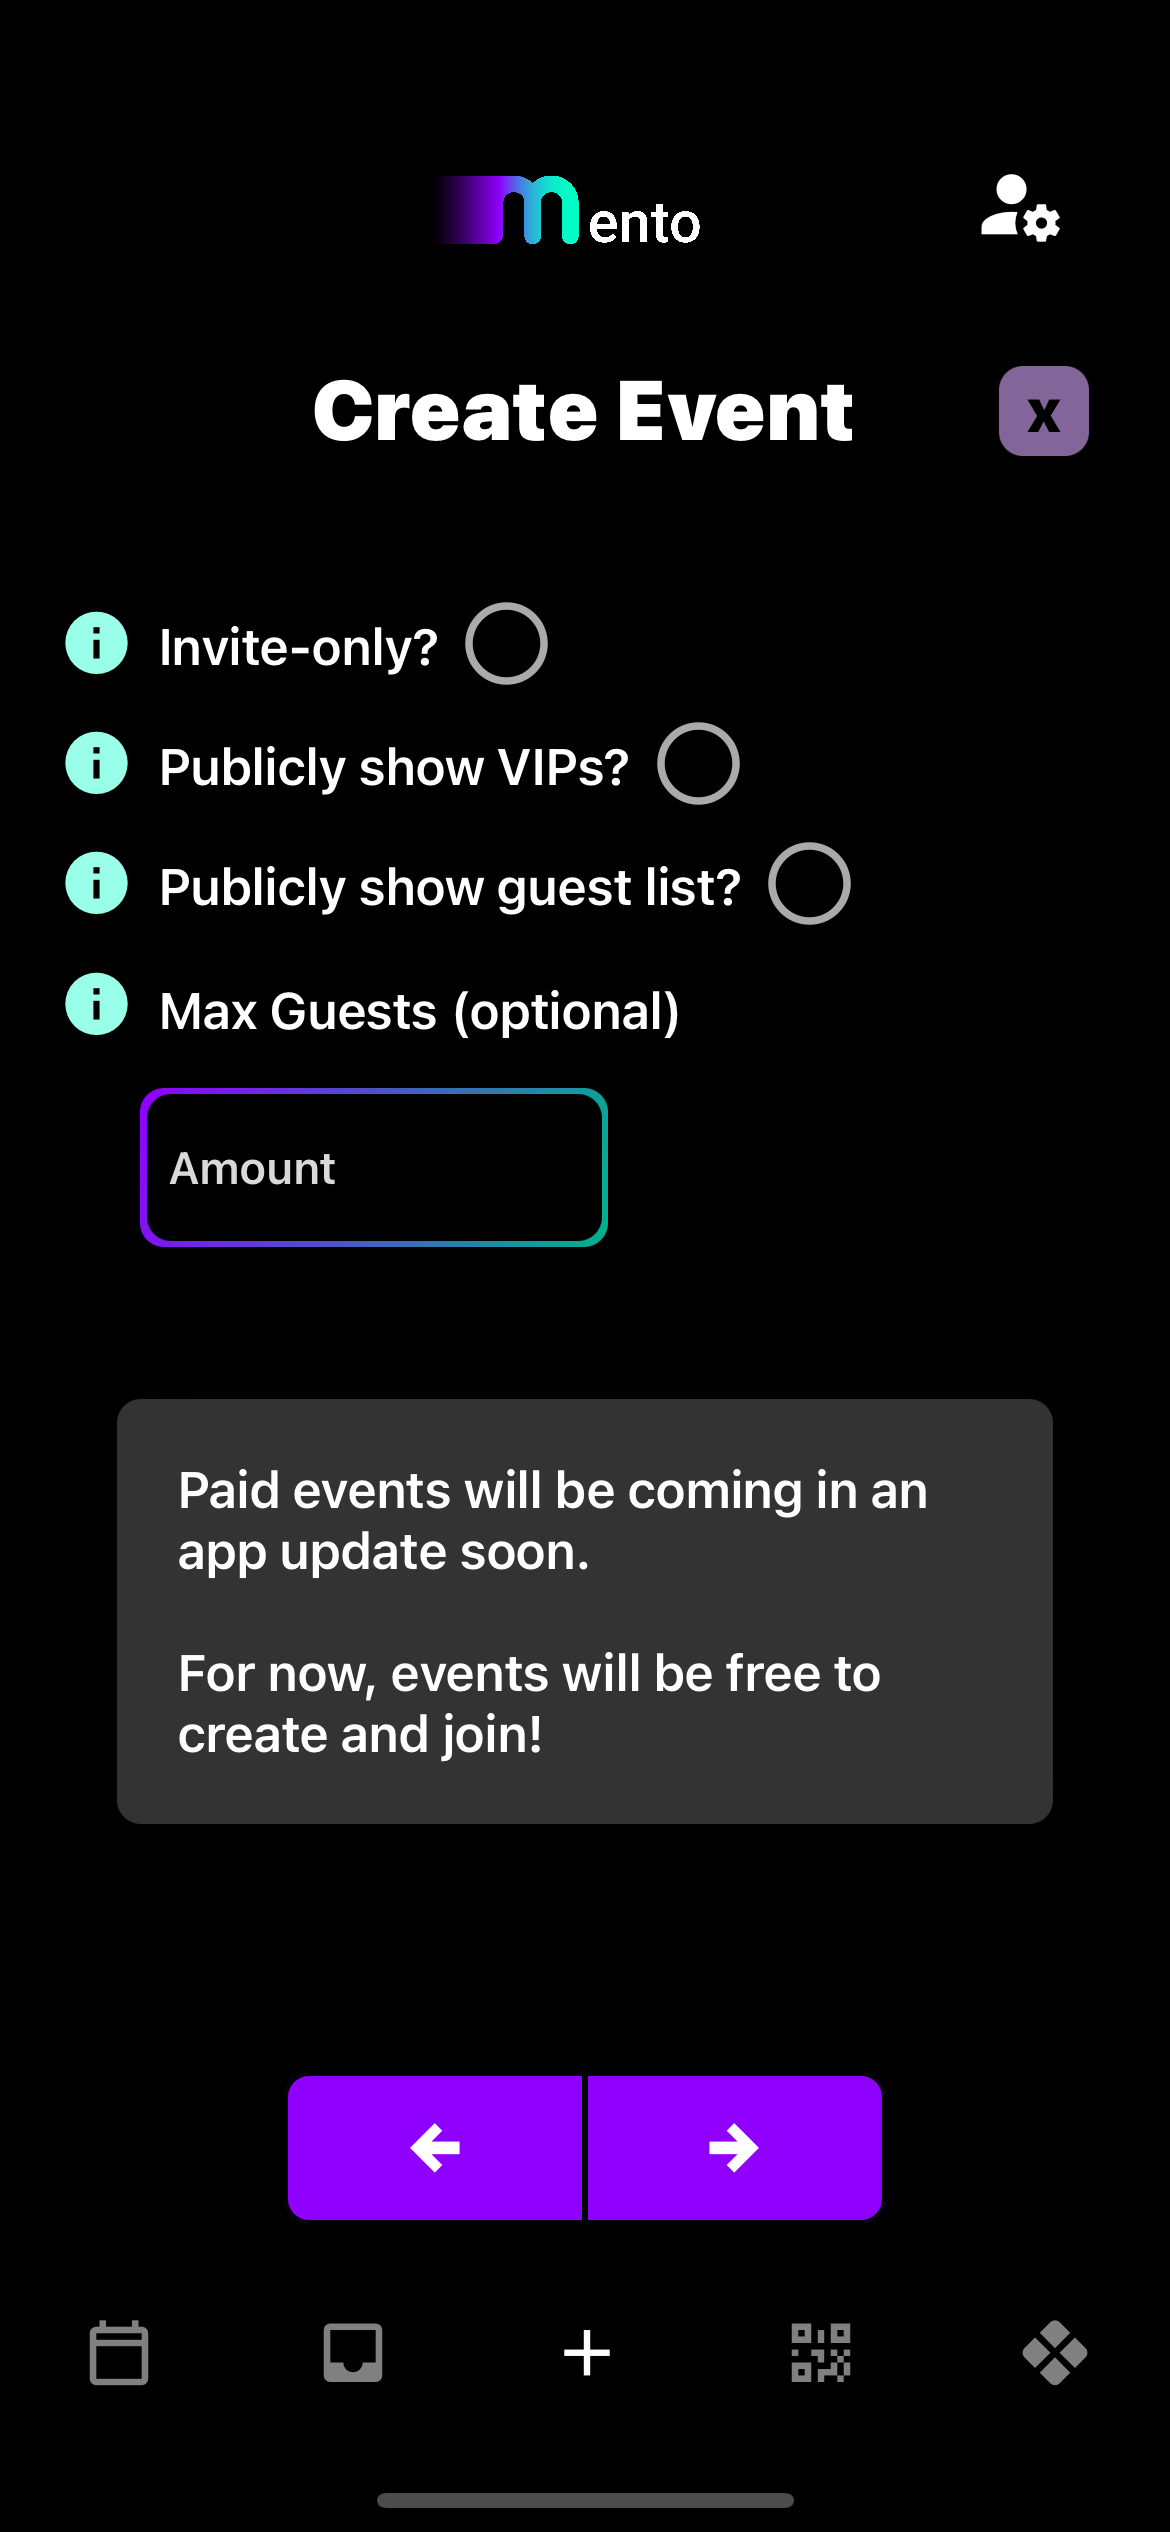 mento
Create Event
x
Invite-only?
Publicly show VIPs?
Publicly show guest list?
Max Guests (optional)
Amount
Paid events will be coming in an
app update soon.
For now, events will be free to
create and join!